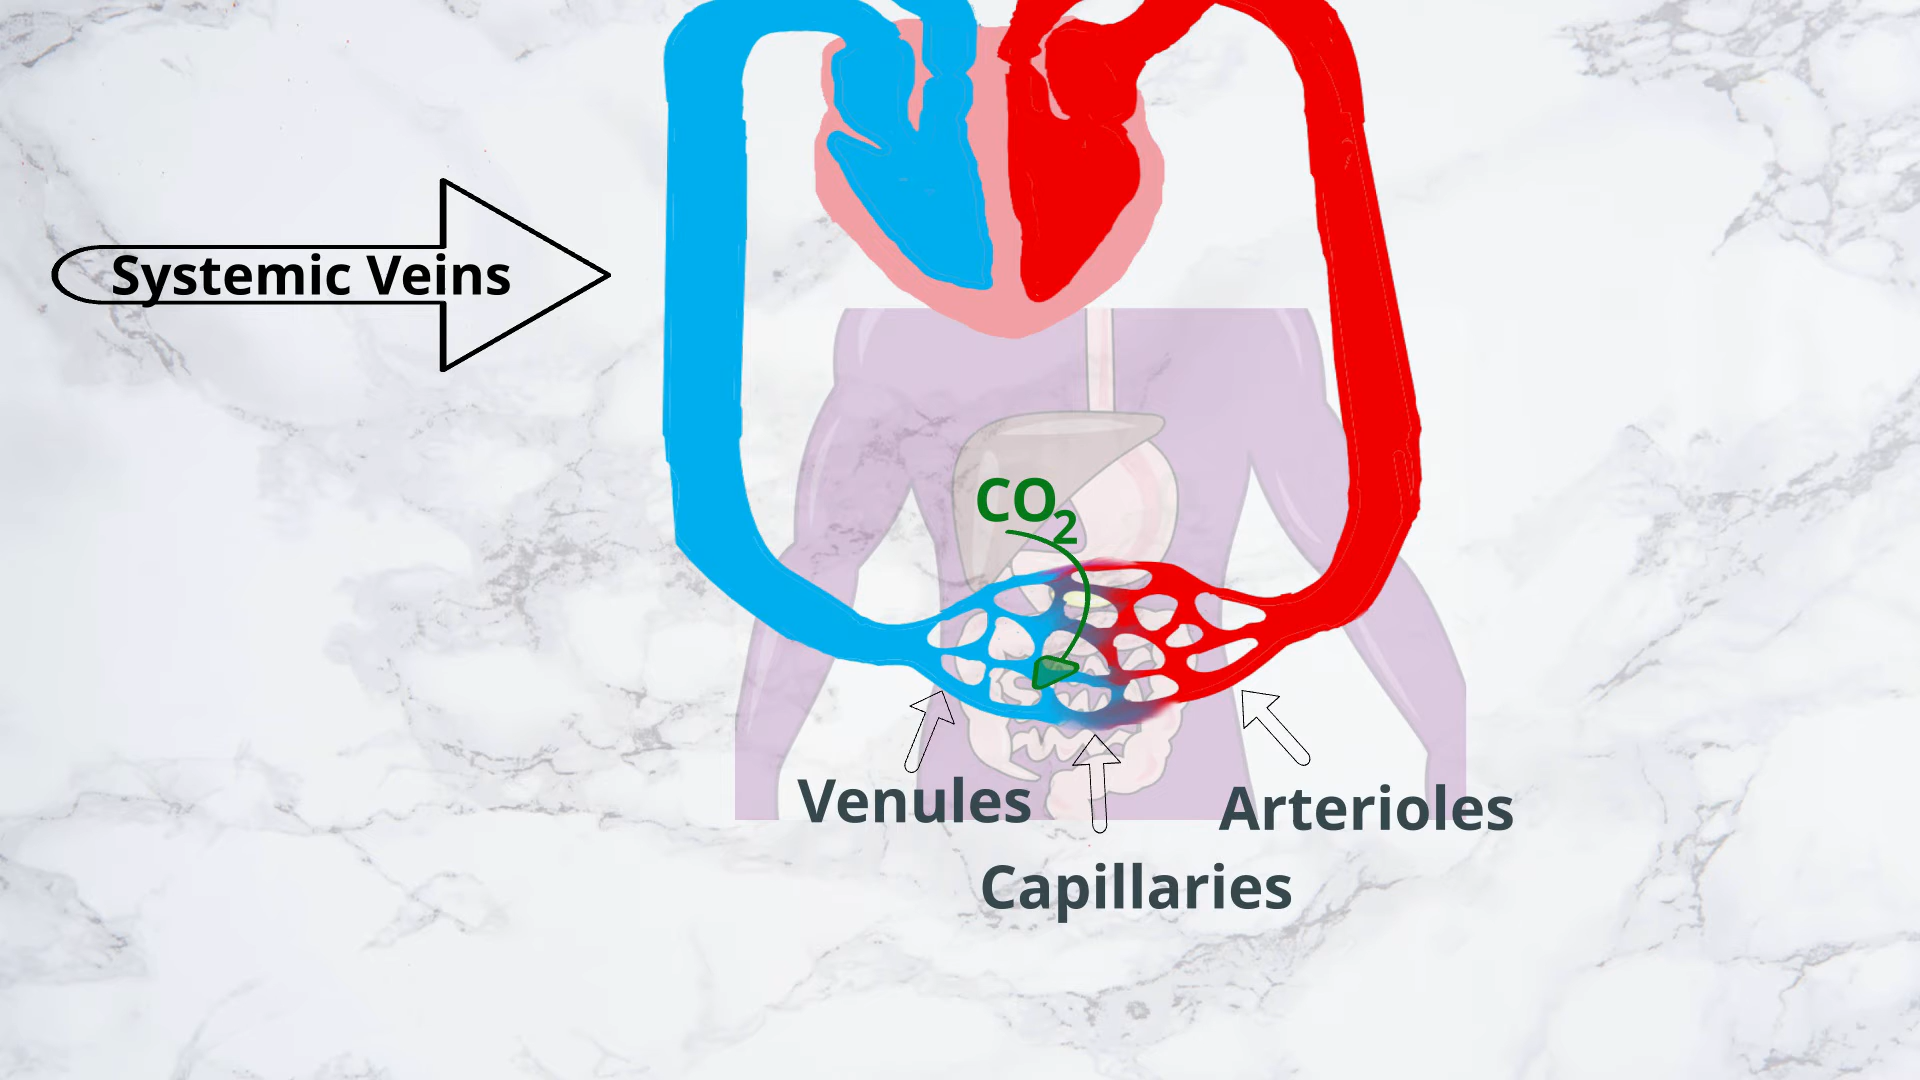 Systemic Veins
CO₂
Venules
Arterioles
Capillaries